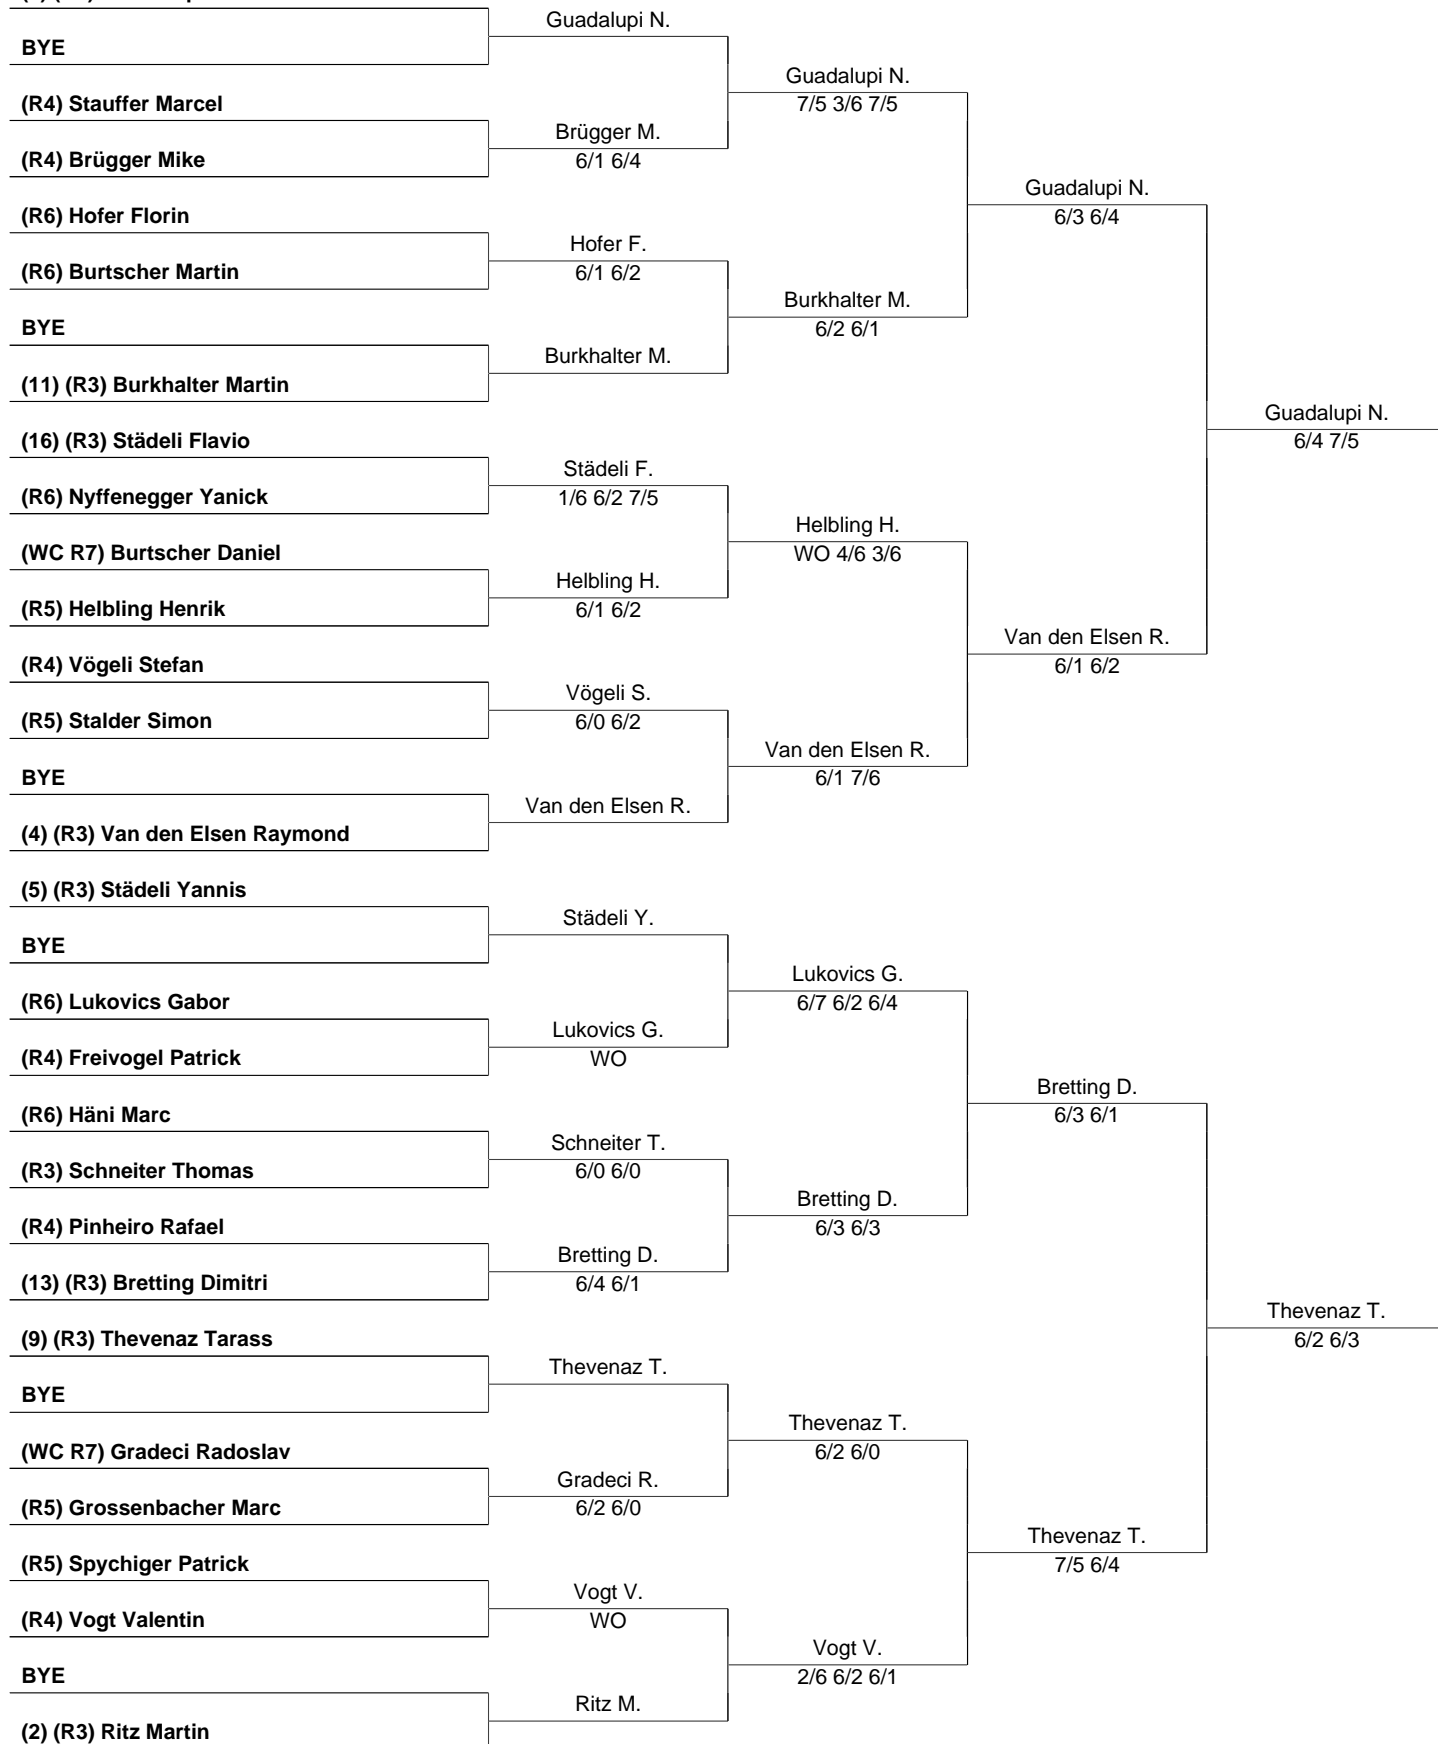 BYE
(R4) Stauffer Marcel
(R4) Brügger Mike
(R6) Hofer Florin
(R6) Burtscher Martin
BYE
(11) (R3) Burkhalter Martin
(16) (R3) Städeli Flavio
(R6) Nyffenegger Yanick
(WC R7) Burtscher Daniel
(R5) Helbling Henrik
(R4) Vögeli Stefan
(R5) Stalder Simon
BYE
(4) (R3) Van den Elsen Raymond
(5) (R3) Städeli Yannis
BYE
(R6) Lukovics Gabor
(R4) Freivogel Patrick
(R6) Häni Marc
(R3) Schneiter Thomas
(R4) Pinheiro Rafael
(13) (R3) Bretting Dimitri
(9) (R3) Thevenaz Tarass
BYE
(WC R7) Gradeci Radoslav
(R5) Grossenbacher Marc
(R5) Spychiger Patrick
(R4) Vogt Valentin
BYE
(2) (R3) Ritz Martin
Guadalupi N.
Brügger M.
6/1 6/4
Hofer F.
6/1 6/2
Burkhalter M.
Städeli F.
1/6 6/2 7/5
Helbling H.
6/1 6/2
Vögeli S.
6/0 6/2
Van den Elsen R.
Städeli Y.
Lukovics G.
WO
Schneiter T.
6/0 6/0
Bretting D.
6/4 6/1
Thevenaz T.
Gradeci R.
6/2 6/0
Vogt V.
WO
Ritz M.
Guadalupi N.
7/5 3/6 7/5
Burkhalter M.
6/2 6/1
Helbling H.
WO 4/6 3/6
Van den Elsen R.
6/1 7/6
Lukovics G.
6/7 6/2 6/4
Bretting D.
6/3 6/3
Thevenaz T.
6/2 6/0
Vogt V.
2/6 6/2 6/1
Guadalupi N.
6/3 6/4
Van den Elsen R.
6/1 6/2
Bretting D.
6/3 6/1
Thevenaz T.
7/5 6/4
Guadalupi N.
6/4 7/5
Thevenaz T.
6/2 6/3